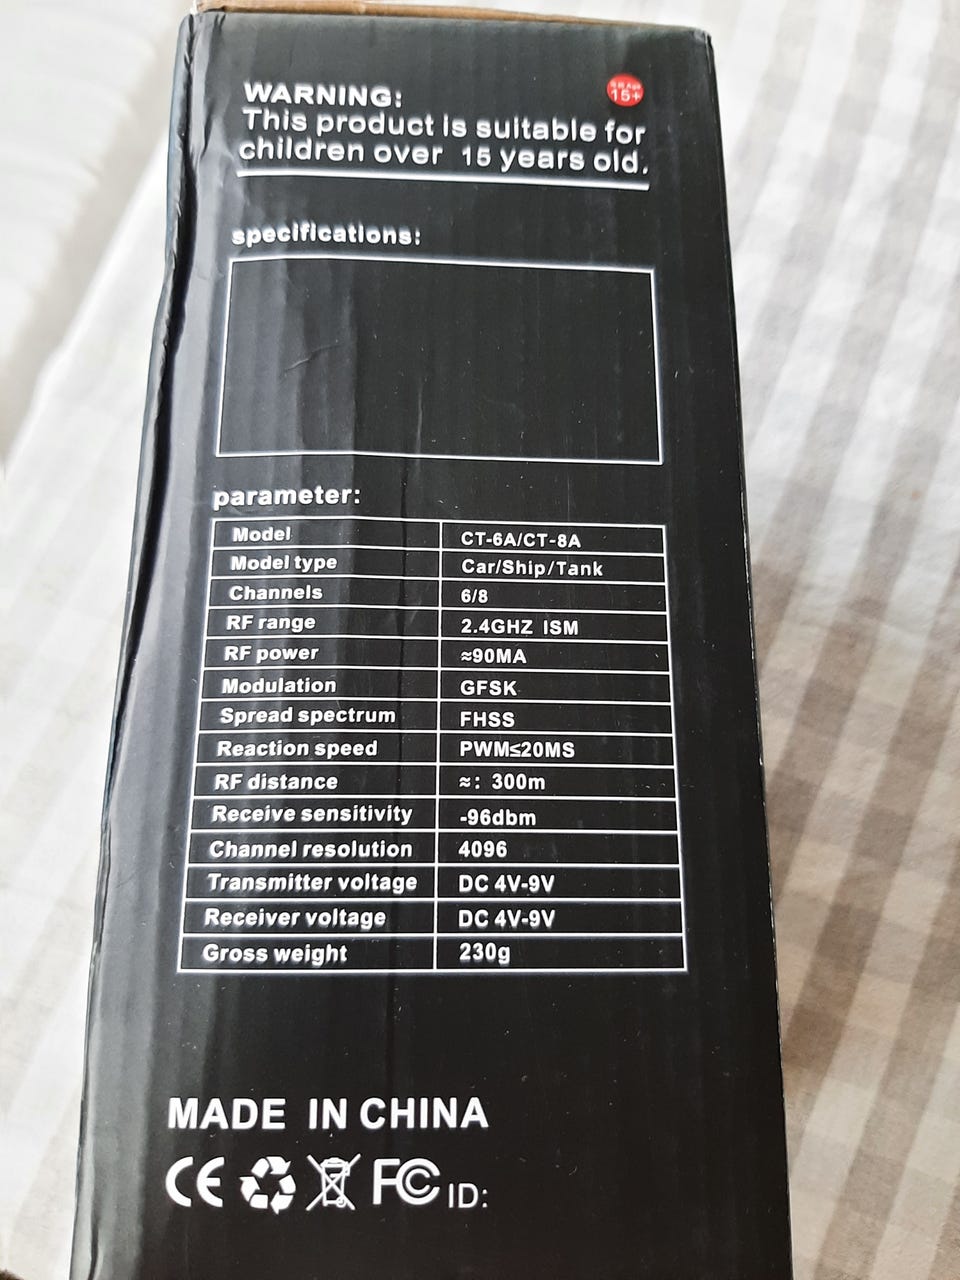 WARNING:
15+
This product is suitable for
children over 15 years old.
specifications:
parameter:
Model CT-6A/CT-8A
Model type Car/Ship/Tank
Channels 6/8
RF range 2.4GHZ ISM
RF power ≈90MA
Modulation GFSK
Spread spectrum FHSS
Reaction speed PWM≤20MS
RF distance ≈: 300m
Receive sensitivity -96dbm
Channel resolution 4096
Transmitter voltage DC 4V-9V
Receiver voltage DC 4V-9V
Gross weight 230g
MADE IN CHINA
CE FC ID: